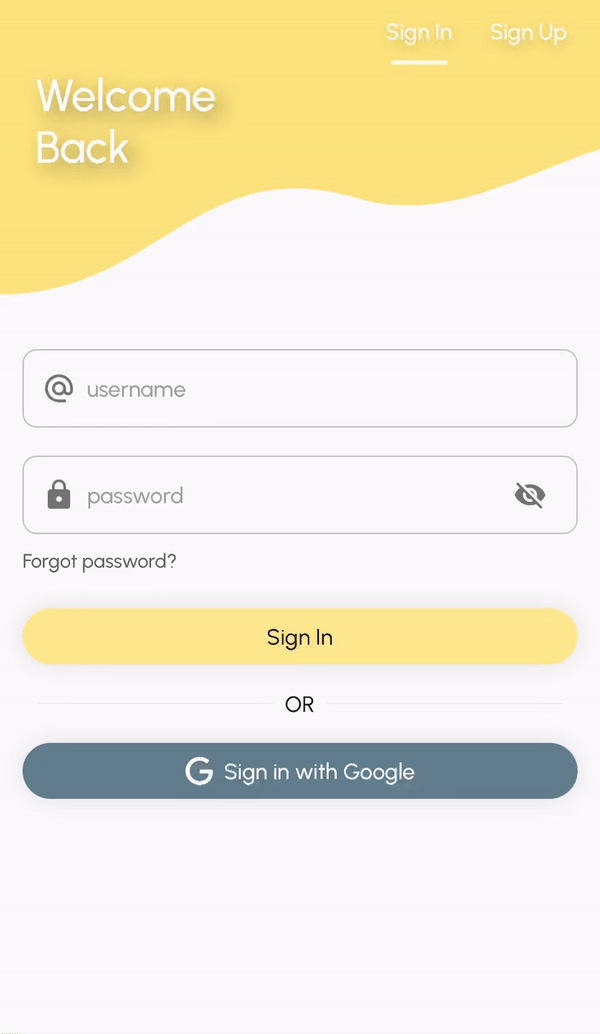 Sign In Sign Up
Welcome
Back
username
password
Forgot password?
Sign In
OR
Sign in with Google